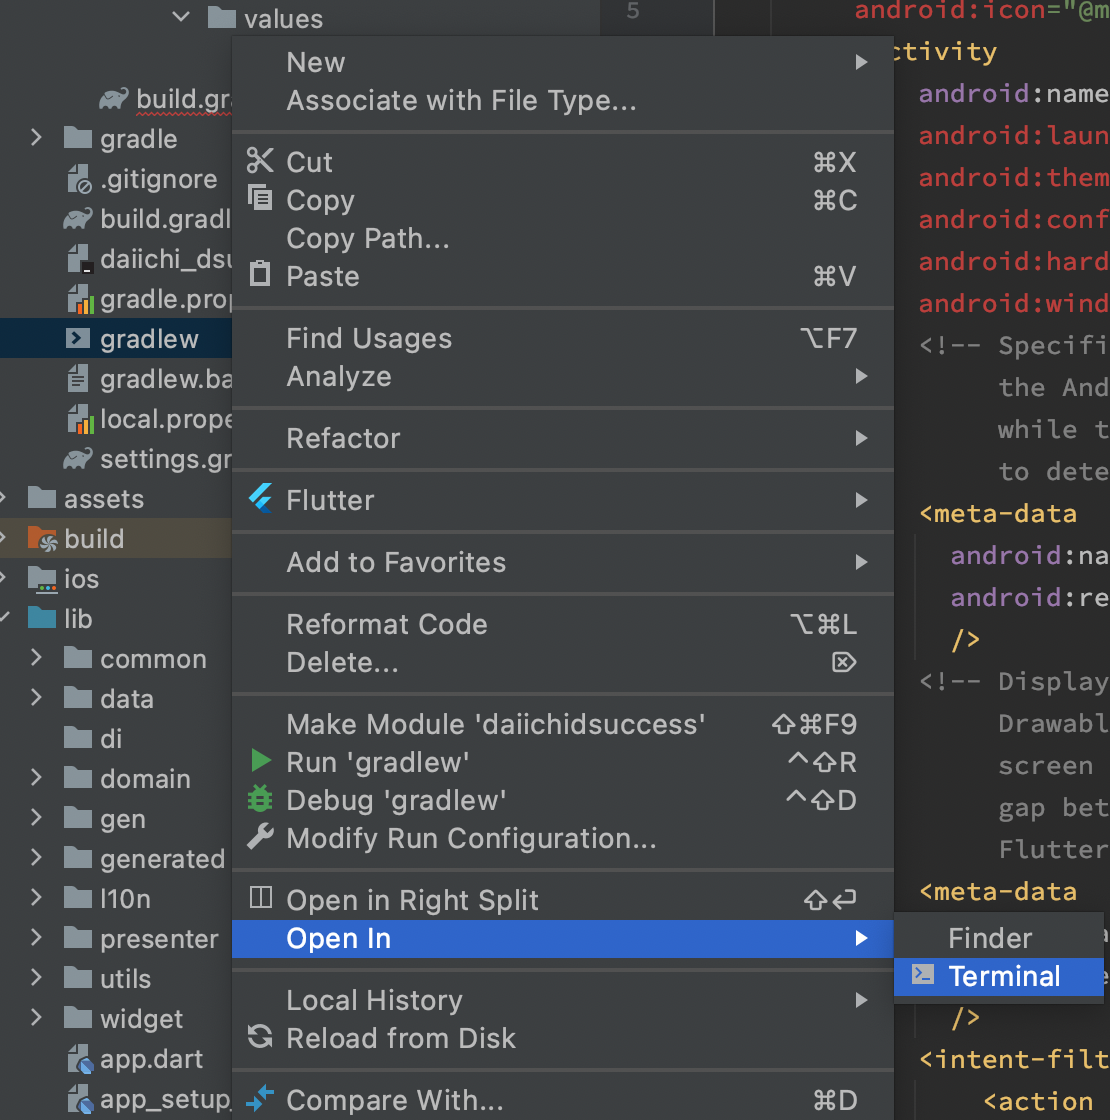 values
build.gr
gradle
.gitignore
build.gradl
daiichi_dsu
gradle.prop
gradlew
gradlew.ba
local.prope
settings.gr
assets
build
ios
lib
common
data
di
domain
gen
generated
l10n
presenter
utils
widget
app.dart
app_setup_
New
Associate with File Type...
Cut ⌘X
Copy ⌘C
Copy Path...
Paste ⌘V
Find Usages ⌥F7
Analyze
Refactor
Flutter
Add to Favorites
Reformat Code ⌥⌘L
Delete... ⌦
Make Module 'daiichidsuccess' ⇧⌘F9
Run 'gradlew' ^⇧R
Debug 'gradlew' ^⇧D
Modify Run Configuration...
Open in Right Split ⇧↩
Open In
Local History
Reload from Disk
Compare With... ⌘D
Finder
Terminal
5
android:icon="@m
ctivity
android:name
android:laun
android:them
android:conf
android:hard
android:wind
<!-- Specifi
the And
while t
to dete
<meta-data
android:na
android:re
/>
<!-- Display
Drawabl
screen
gap bet
Flutter
<meta-data
/>
<intent-filt
<action